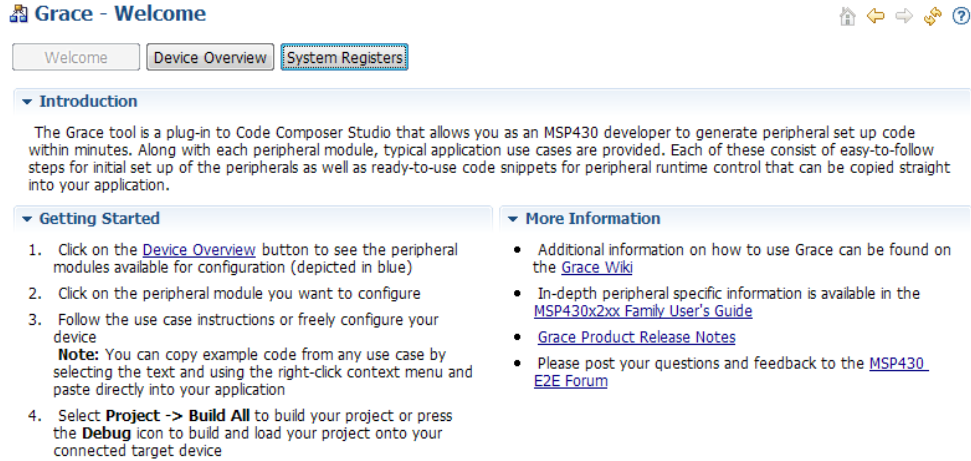 Grace - Welcome
Welcome
Device Overview
System Registers
Introduction
The Grace tool is a plug-in to Code Composer Studio that allows you as an MSP430 developer to generate peripheral set up code
within minutes. Along with each peripheral module, typical application use cases are provided. Each of these consist of easy-to-follow
steps for initial set up of the peripherals as well as ready-to-use code snippets for peripheral runtime control that can be copied straight
into your application.
Getting Started
1. Click on the Device Overview button to see the peripheral
modules available for configuration (depicted in blue)
2. Click on the peripheral module you want to configure
3. Follow the use case instructions or freely configure your
device
Note: You can copy example code from any use case by
selecting the text and using the right-click context menu and
paste directly into your application
4. Select Project -> Build All to build your project or press
the Debug icon to build and load your project onto your
connected target device
More Information
• Additional information on how to use Grace can be found on
the Grace Wiki
• In-depth peripheral specific information is available in the
MSP430x2xx Family User's Guide
• Grace Product Release Notes
• Please post your questions and feedback to the MSP430
E2E Forum